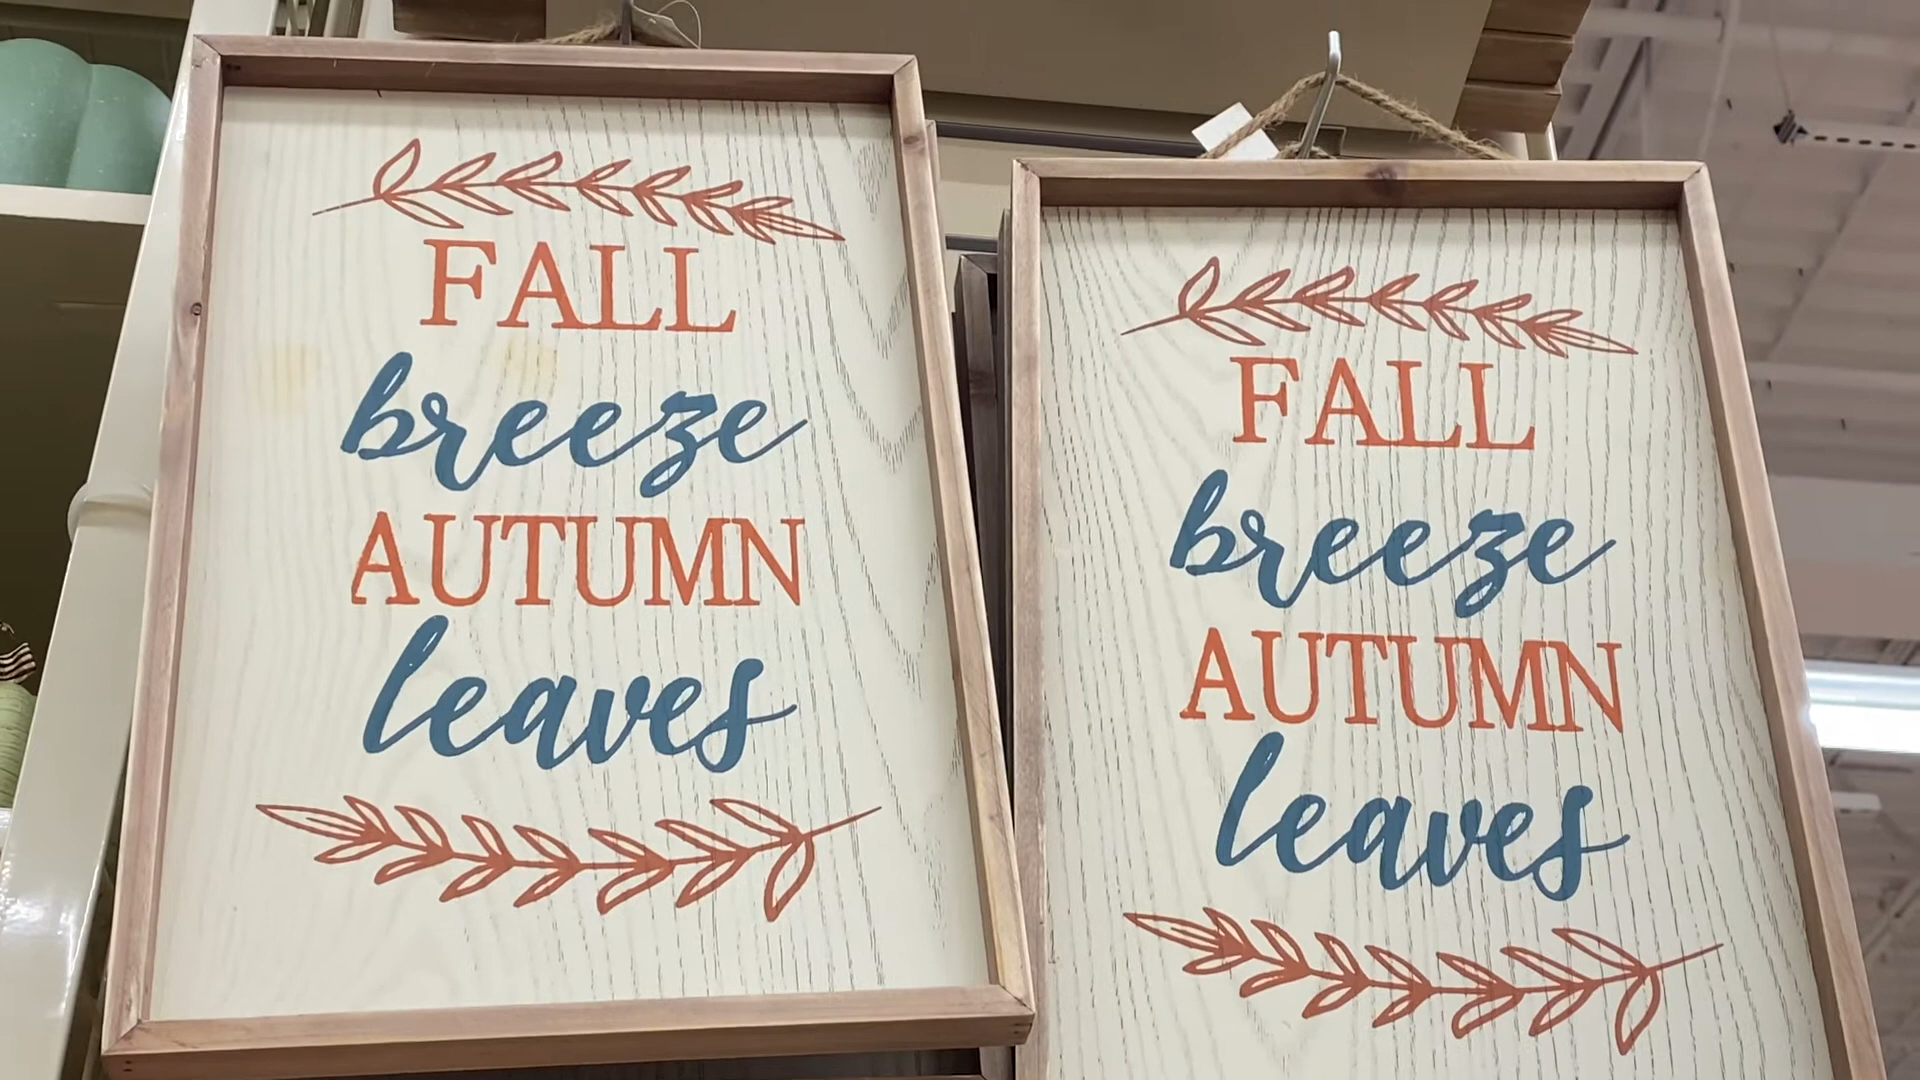 FALL
breeze
AUTUMN
leaves
FALL
breeze
AUTUMN
leaves